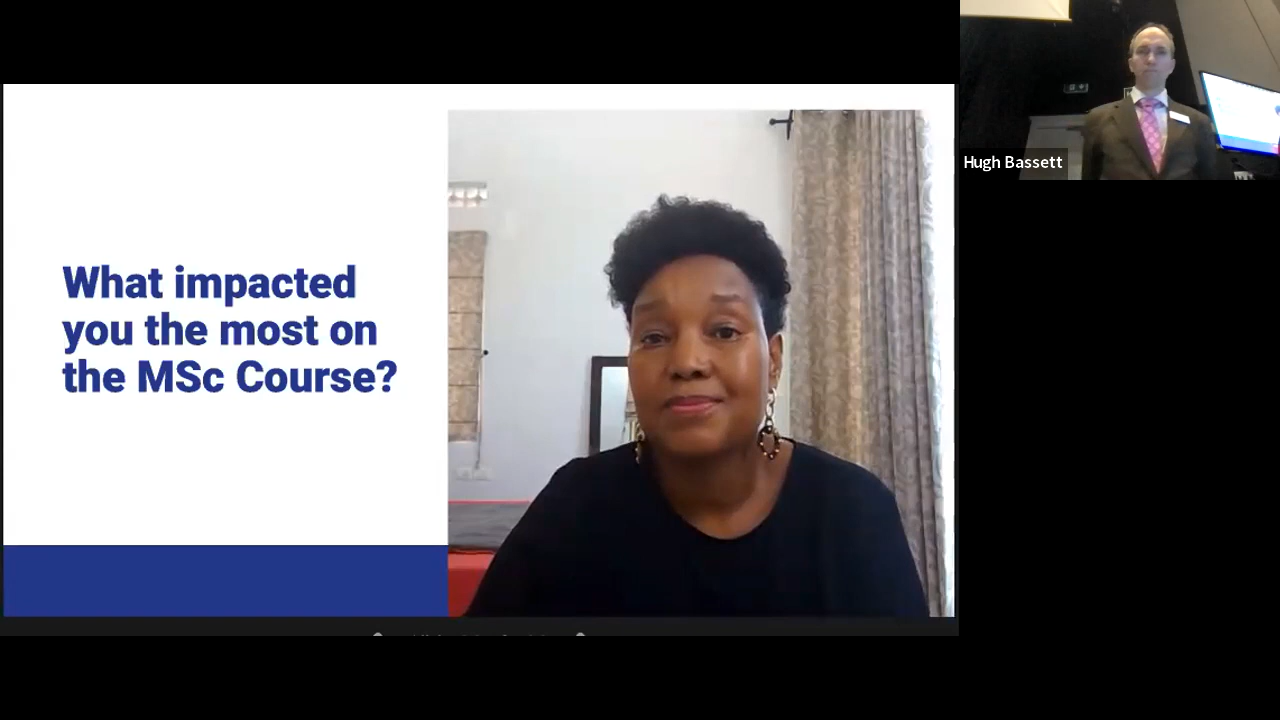 What impacted
you the most on
the MSc Course?
Hugh Bassett